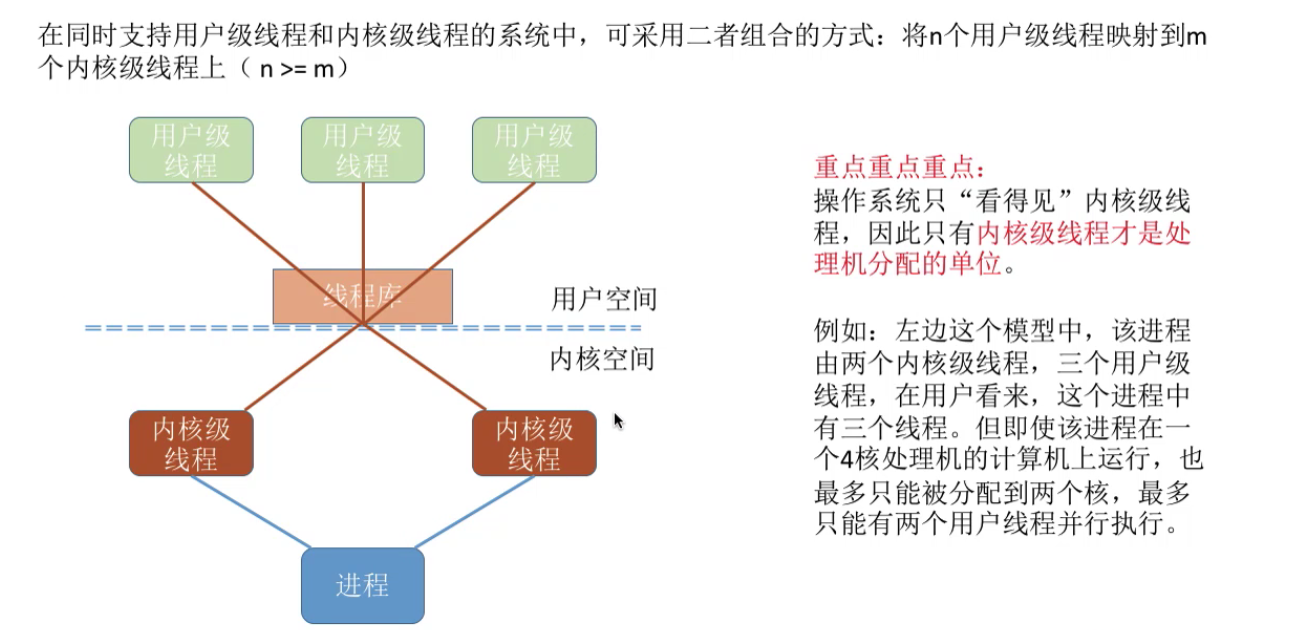 在同时支持用户级线程和内核级线程的系统中，可采用二者组合的方式：将n个用户级线程映射到m
个内核级线程上（ n >= m）
用户级
线程
用户级
线程
用户级
线程
线程库
用户空间
内核空间
内核级
线程
内核级
线程
进程
重点重点重点：
操作系统只“看得见”内核级线
程，因此只有内核级线程才是处
理机分配的单位。
例如：左边这个模型中，该进程
由两个内核级线程，三个用户级
线程，在用户看来，这个进程中
有三个线程。但即使该进程在一
个4核处理机的计算机上运行，也
最多只能被分配到两个核，最多
只能有两个用户线程并行执行。